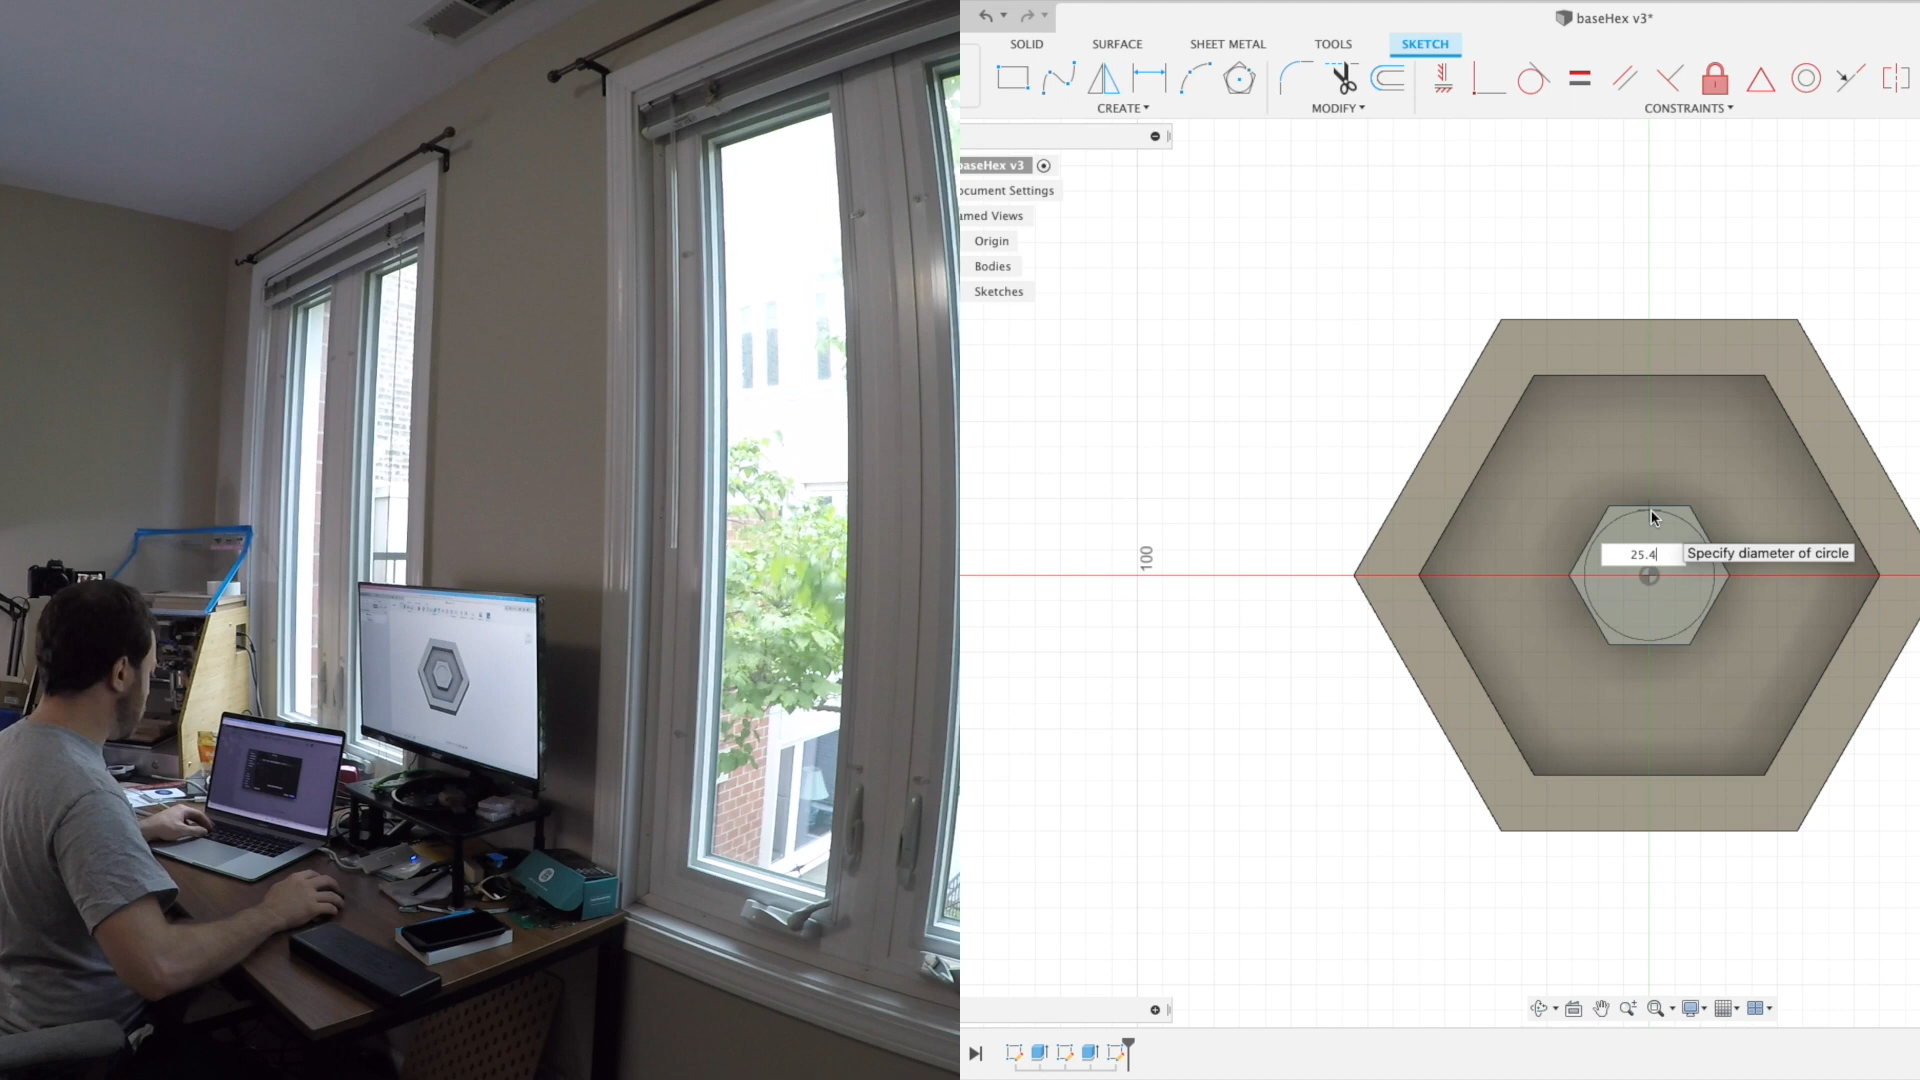 baseHex v3*
SOLID SURFACE SHEET METAL TOOLS SKETCH
CREATE MODIFY CONSTRAINTS
baseHex v3
ocument Settings
amed Views
Origin
Bodies
Sketches
100
25.4 Specify diameter of circle